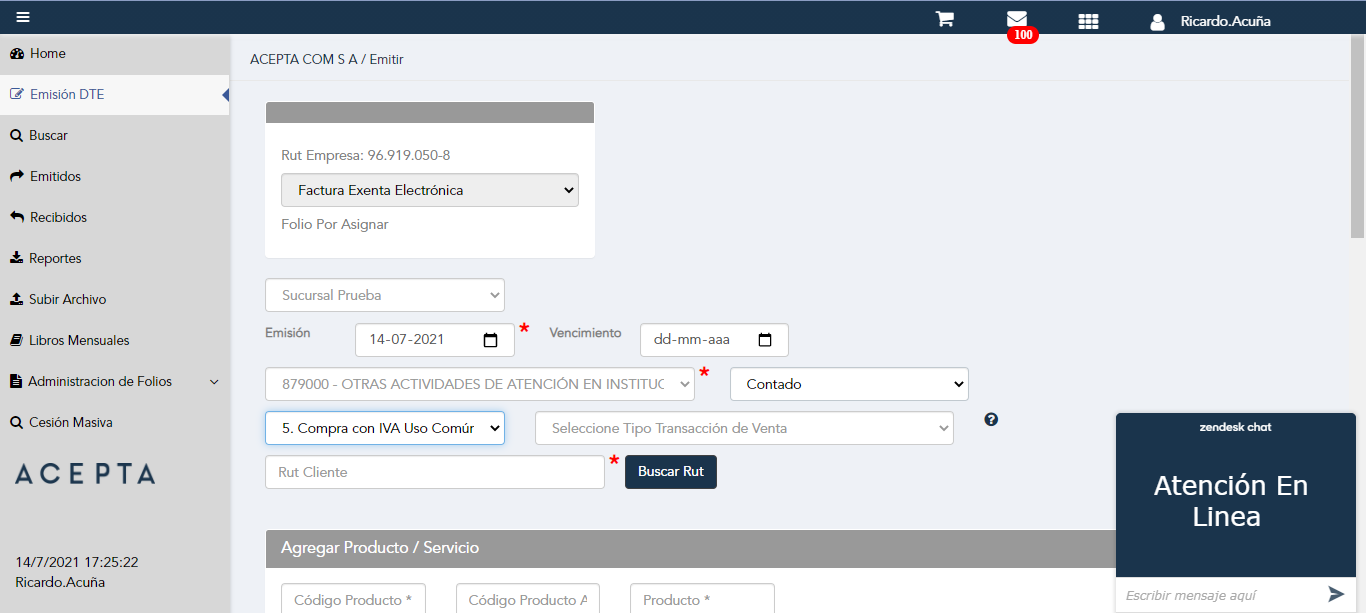 100
Ricardo.Acuña
Home
Emisión DTE
Buscar
Emitidos
Recibidos
Reportes
Subir Archivo
Libros Mensuales
Administracion de Folios
Cesión Masiva
ACEPTA
14/7/2021 17:25:22
Ricardo.Acuña
ACEPTA COM S A / Emitir
Rut Empresa: 96.919.050-8
Factura Exenta Electrónica
Folio Por Asignar
Sucursal Prueba
Emisión 14-07-2021 * Vencimiento dd-mm-aaa
879000 - OTRAS ACTIVIDADES DE ATENCIÓN EN INSTITUC * Contado
5. Compra con IVA Uso Comúr Seleccione Tipo Transacción de Venta
Rut Cliente * Buscar Rut
Agregar Producto / Servicio
Código Producto * Código Producto A Producto *
zendesk chat
Atención En
Linea
Escribir mensaje aquí